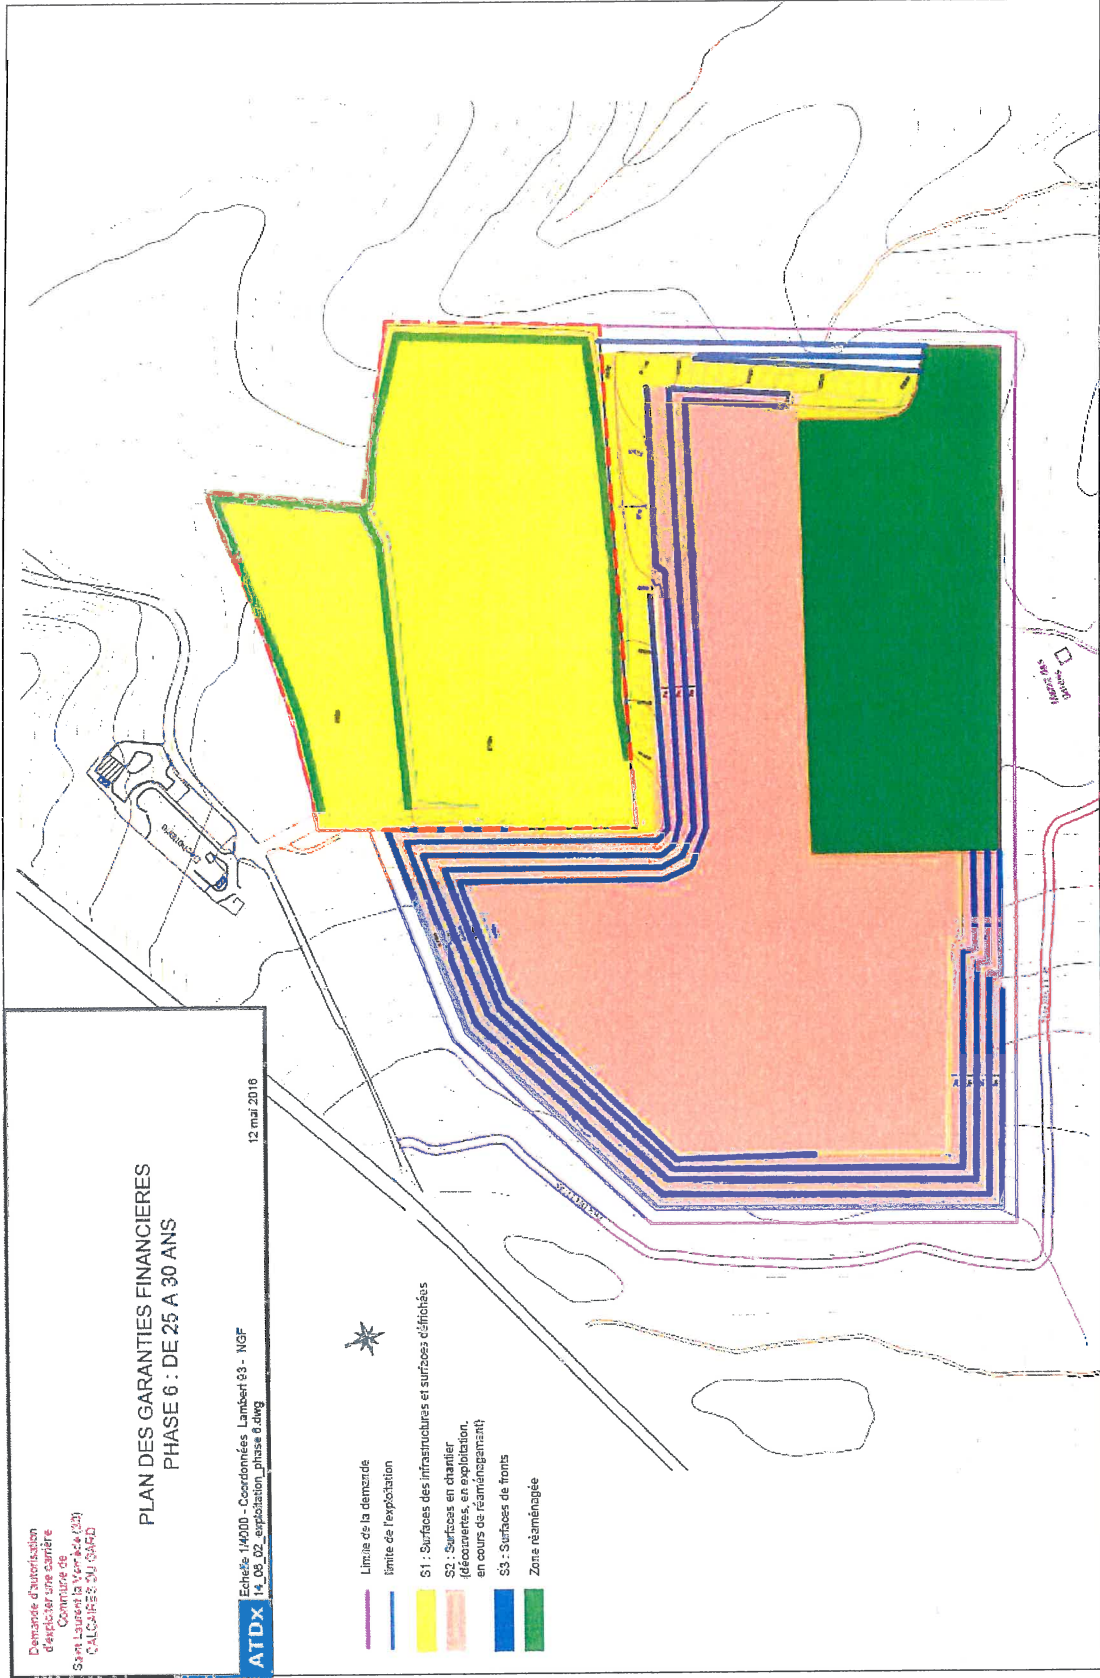 Demande d'autorisation
d'exploiter une carrière
Commune de
Saint Laurent la Vernède (30)
CALCAIRES DU GARD
PLAN DES GARANTIES FINANCIERES
PHASE 6 : DE 25 A 30 ANS
12 mai 2016
ATDx
Echelle 1/4000 - Coordonnées Lambert 93 - NGF
14_08_02_exploitation_phase 6.dwg
Limite de la demande
limite de l'exploitation
S1 : Surfaces des infrastructures et surfaces défrichées
S2 : Surfaces en chantier
(découvertes, en exploitation,
en cours de réaménagement)
S3 : Surfaces de fronts
Zone réaménagée